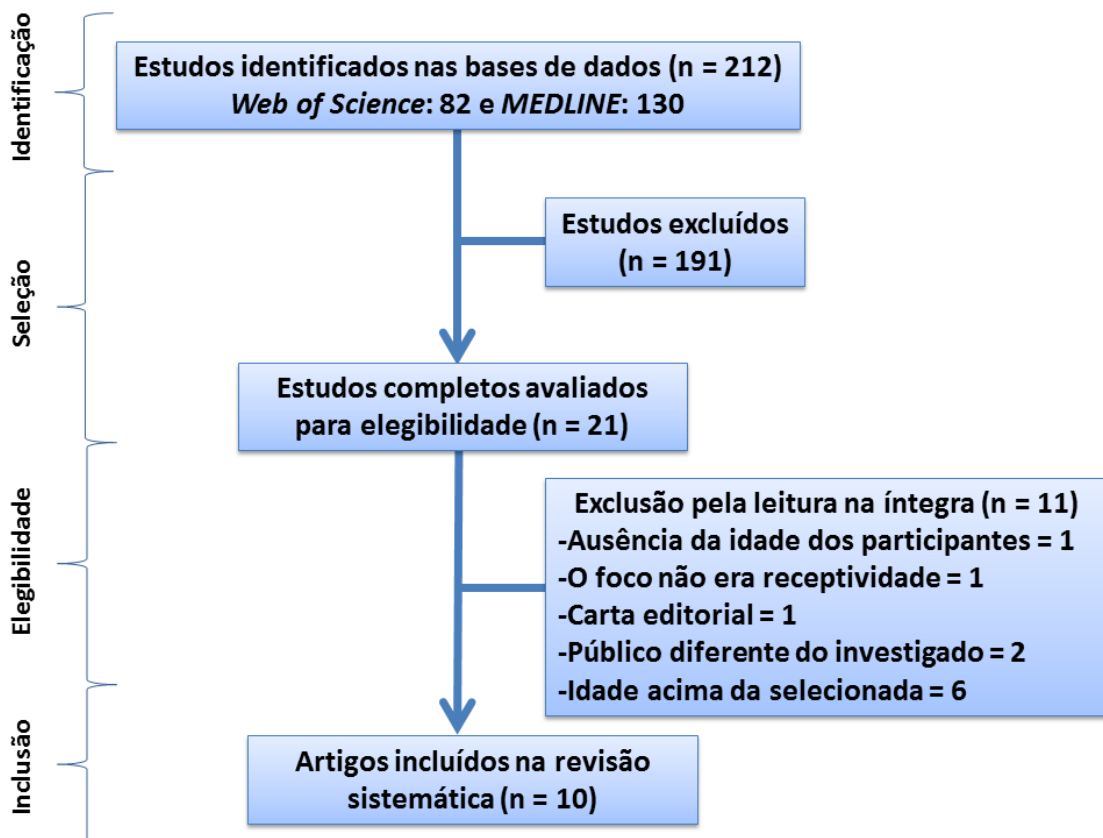 Identificação
Estudos identificados nas bases de dados (n = 212)
Web of Science: 82 e MEDLINE: 130
Seleção
Estudos excluídos
(n = 191)
Estudos completos avaliados
para elegibilidade (n = 21)
Elegibilidade
Exclusão pela leitura na íntegra (n = 11)
-Ausência da idade dos participantes = 1
-O foco não era receptividade = 1
-Carta editorial = 1
-Público diferente do investigado = 2
-Idade acima da selecionada = 6
Inclusão
Artigos incluídos na revisão
sistemática (n = 10)